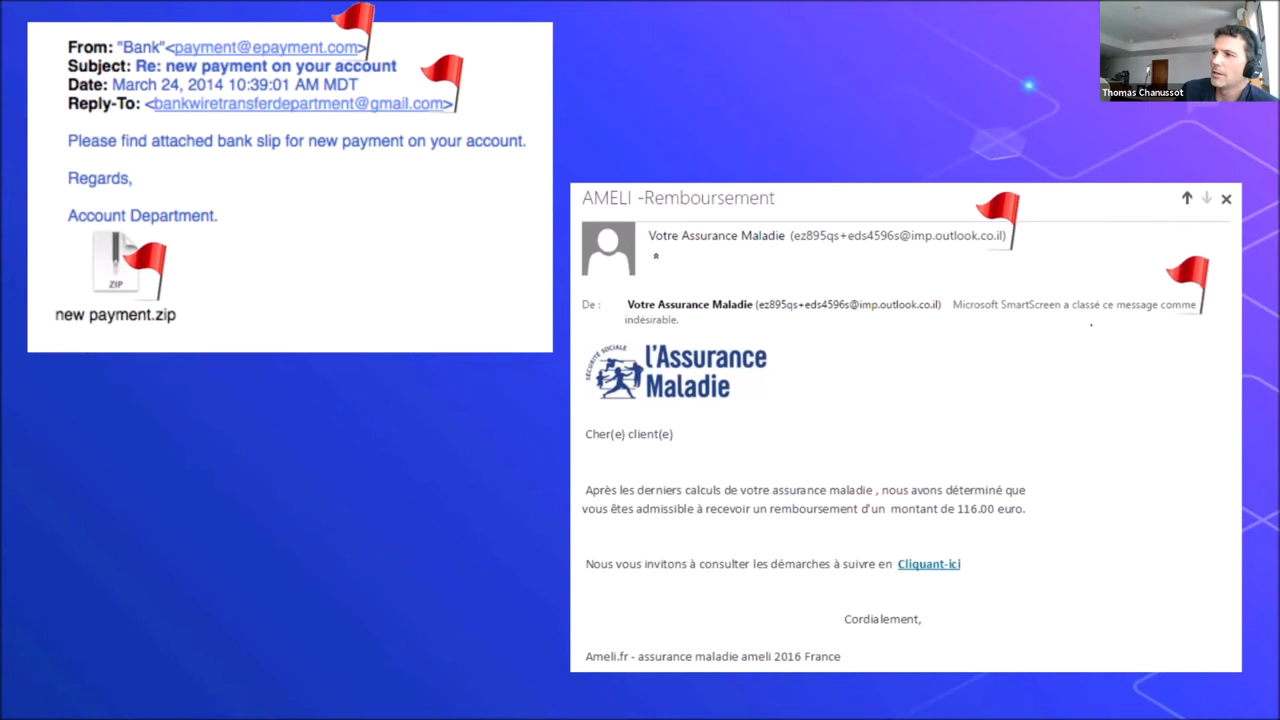 From: "Bank"<payment@epayment.com>
Subject: Re: new payment on your account
Date: March 24, 2014 10:39:01 AM MDT
Reply-To: <bankwiretransferdepartment@gmail.com>
Please find attached bank slip for new payment on your account.
Regards,
Account Department.
ZIP
new payment.zip
Thomas Chanussot
AMELI -Remboursement
Votre Assurance Maladie (ez895qs+eds4596s@imp.outlook.co.il)
De : Votre Assurance Maladie (ez895qs+eds4596s@imp.outlook.co.il) Microsoft SmartScreen a classé ce message comme
indésirable.
SÉCURITÉ SOCIALE
l'Assurance
Maladie
Cher(e) client(e)
Après les derniers calculs de votre assurance maladie , nous avons déterminé que
vous êtes admissible à recevoir un remboursement d'un montant de 116.00 euro.
Nous vous invitons à consulter les démarches à suivre en Cliquant-ici
Cordialement,
Ameli.fr - assurance maladie ameli 2016 France